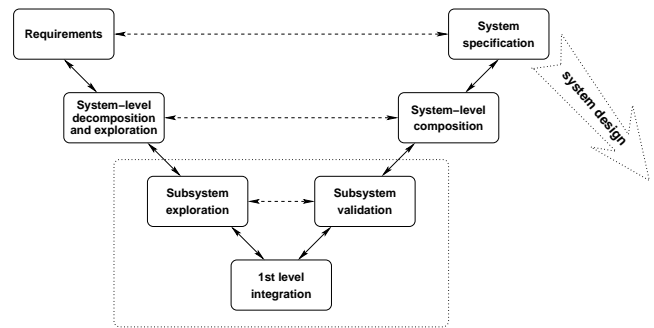 Requirements
System
specification
system design
System−level
decomposition
and exploration
System−level
composition
Subsystem
exploration
Subsystem
validation
1st level
integration